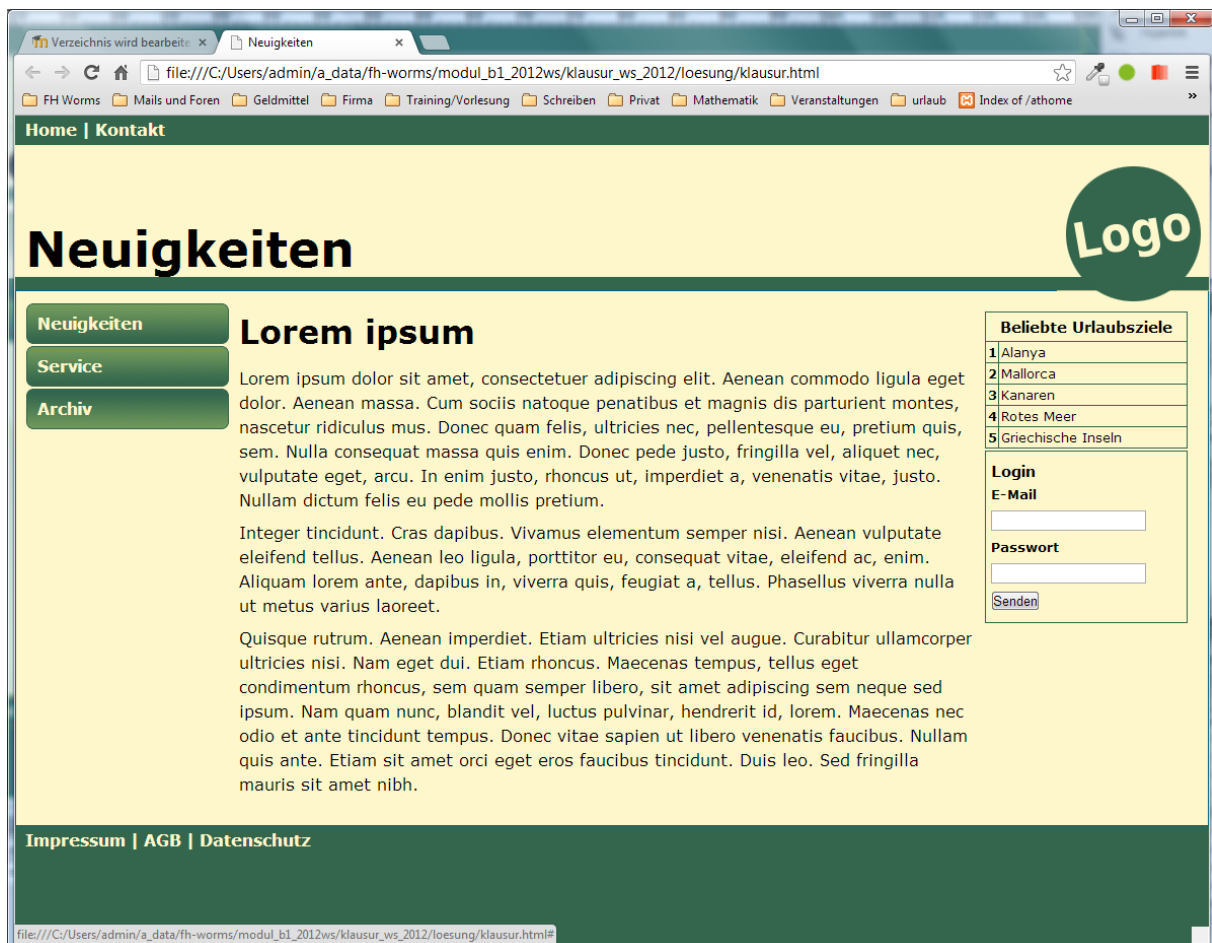 Verzeichnis wird bearbeite
Neuigkeiten
file:///C:/Users/admin/a_data/fh-worms/modul_b1_2012ws/klausur_ws_2012/loesung/klausur.html
FH Worms Mails und Foren Geldmittel Firma Training/Vorlesung Schreiben Privat Mathematik Veranstaltungen urlaub Index of /athome »
Home | Kontakt
Neuigkeiten
Logo
Neuigkeiten
Service
Archiv
Lorem ipsum
Lorem ipsum dolor sit amet, consectetuer adipiscing elit. Aenean commodo ligula eget
dolor. Aenean massa. Cum sociis natoque penatibus et magnis dis parturient montes,
nascetur ridiculus mus. Donec quam felis, ultricies nec, pellentesque eu, pretium quis,
sem. Nulla consequat massa quis enim. Donec pede justo, fringilla vel, aliquet nec,
vulputate eget, arcu. In enim justo, rhoncus ut, imperdiet a, venenatis vitae, justo.
Nullam dictum felis eu pede mollis pretium.
Integer tincidunt. Cras dapibus. Vivamus elementum semper nisi. Aenean vulputate
eleifend tellus. Aenean leo ligula, porttitor eu, consequat vitae, eleifend ac, enim.
Aliquam lorem ante, dapibus in, viverra quis, feugiat a, tellus. Phasellus viverra nulla
ut metus varius laoreet.
Quisque rutrum. Aenean imperdiet. Etiam ultricies nisi vel augue. Curabitur ullamcorper
ultricies nisi. Nam eget dui. Etiam rhoncus. Maecenas tempus, tellus eget
condimentum rhoncus, sem quam semper libero, sit amet adipiscing sem neque sed
ipsum. Nam quam nunc, blandit vel, luctus pulvinar, hendrerit id, lorem. Maecenas nec
odio et ante tincidunt tempus. Donec vitae sapien ut libero venenatis faucibus. Nullam
quis ante. Etiam sit amet orci eget eros faucibus tincidunt. Duis leo. Sed fringilla
mauris sit amet nibh.
Beliebte Urlaubsziele
1 Alanya
2 Mallorca
3 Kanaren
4 Rotes Meer
5 Griechische Inseln
Login
E-Mail
Passwort
Senden
Impressum | AGB | Datenschutz
file:///C:/Users/admin/a_data/fh-worms/modul_b1_2012ws/klausur_ws_2012/loesung/klausur.html#